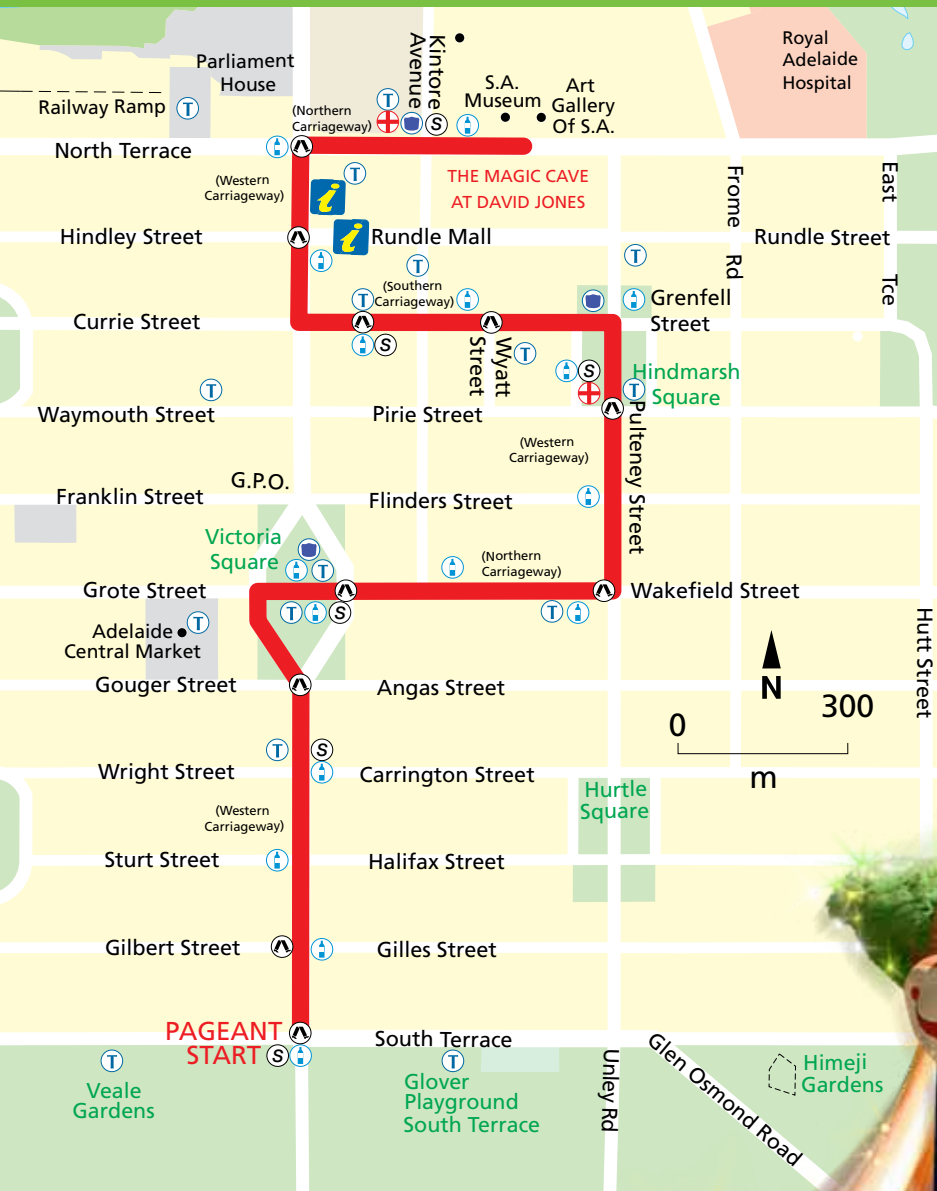 Parliament
House
Royal
Adelaide
Hospital
Kintore
Avenue
S.A.
Museum
Art
Gallery
Of S.A.
Railway Ramp
T
T
(Northern
Carriageway)
S
North Terrace
THE MAGIC CAVE
AT DAVID JONES
(Western
Carriageway)
T
i
Frome Rd
East Tce
Hindley Street
i
Rundle Mall
Rundle Street
T
T
(Southern
Carriageway)
T
Grenfell
Street
Currie Street
S
Wyatt
Street
T
S
Hindmarsh
Square
T
T
Waymouth Street
Pirie Street
Pulteney Street
(Western
Carriageway)
G.P.O.
Franklin Street
Flinders Street
Victoria
Square
T
(Northern
Carriageway)
Grote Street
Wakefield Street
T
S
T
Adelaide
Central Market
T
Hutt Street
Gouger Street
Angas Street
N
0
300
m
T
S
Wright Street
Carrington Street
Hurtle
Square
(Western
Carriageway)
Sturt Street
Halifax Street
Gilbert Street
Gilles Street
PAGEANT
START
S
South Terrace
T
Veale
Gardens
T
Glover
Playground
South Terrace
Unley Rd
Glen Osmond Road
Himeji
Gardens